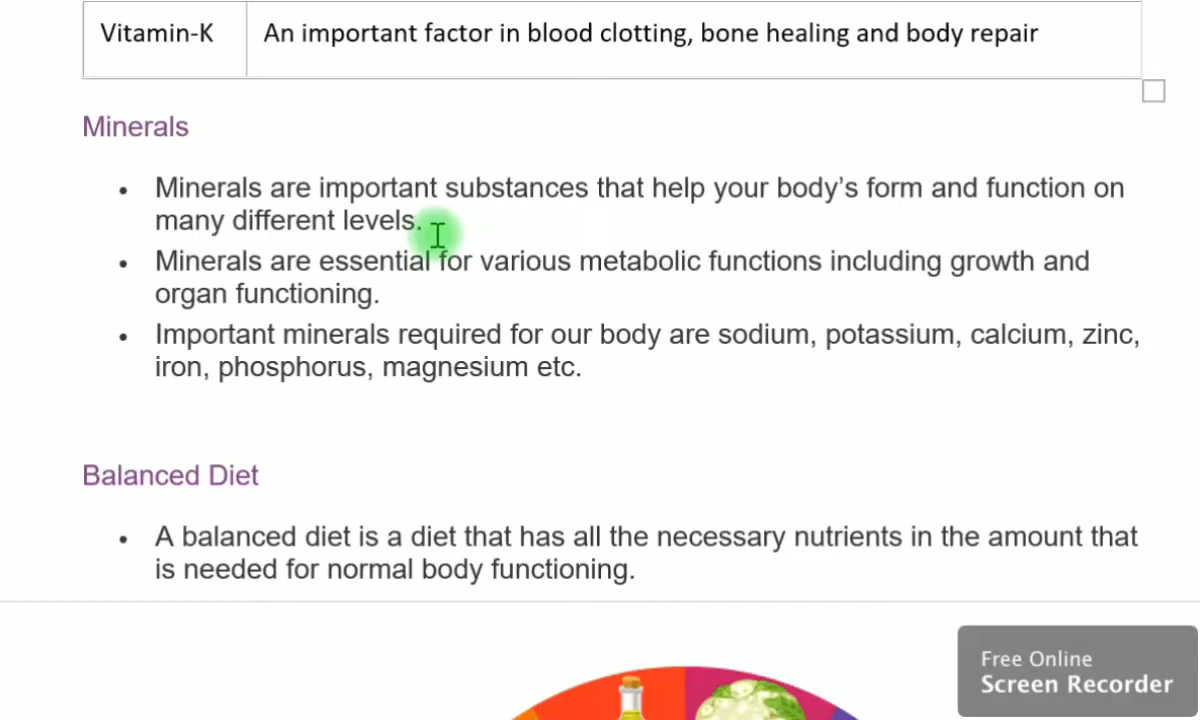 Vitamin-K An important factor in blood clotting, bone healing and body repair
Minerals
• Minerals are important substances that help your body’s form and function on
many different levels.
• Minerals are essential for various metabolic functions including growth and
organ functioning.
• Important minerals required for our body are sodium, potassium, calcium, zinc,
iron, phosphorus, magnesium etc.
Balanced Diet
• A balanced diet is a diet that has all the necessary nutrients in the amount that
is needed for normal body functioning.
Free Online
Screen Recorder